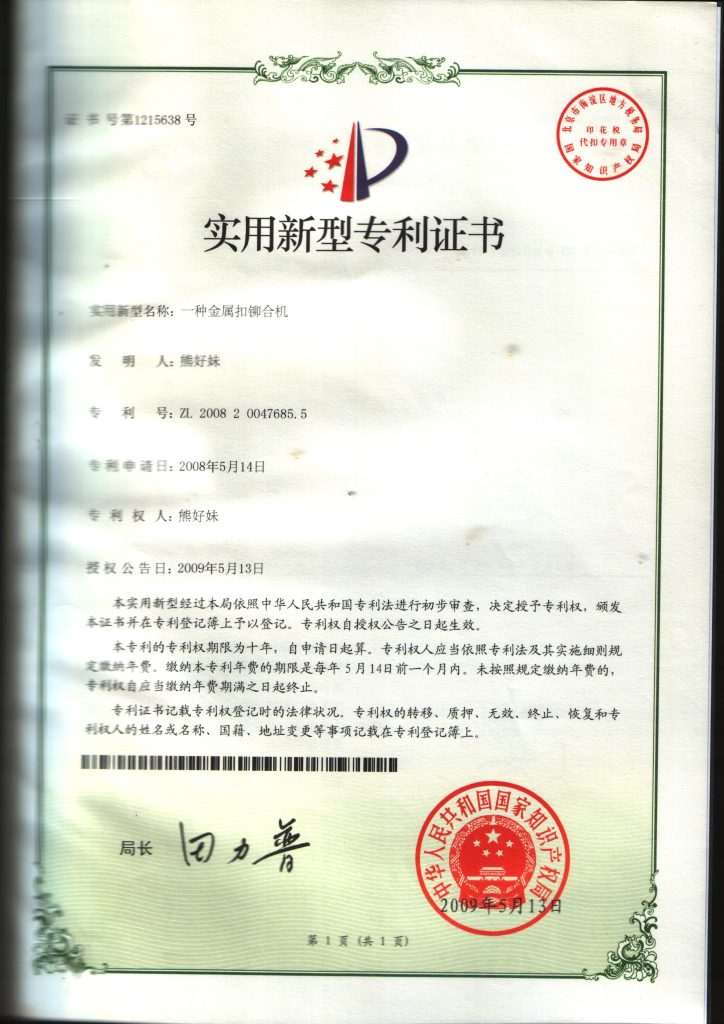 证书号第1215638号
北京市海淀区地方税务局
印花税
代扣专用章
国家知识产权局
实用新型专利证书
实用新型名称：一种金属扣铆合机
发明人：熊好妹
专利号：ZL 2008 2 0047685.5
专利申请日：2008年5月14日
专利权人：熊好妹
授权公告日：2009年5月13日
本实用新型经过本局依照中华人民共和国专利法进行初步审查，决定授予专利权，颁发
本证书并在专利登记簿上予以登记。专利权自授权公告之日起生效。
本专利的专利权期限为十年，自申请日起算。专利权人应当依照专利法及其实施细则规
定缴纳年费。缴纳本专利年费的期限是每年 5 月14日前一个月内。未按照规定缴纳年费的，
专利权自应当缴纳年费期满之日起终止。
专利证书记载专利权登记时的法律状况。专利权的转移、质押、无效、终止、恢复和专
利权人的姓名或名称、国籍、地址变更等事项记载在专利登记簿上。
局长
田力普
中华人民共和国国家知识产权局
2009年5月13日
第 1 页 (共 1 页)